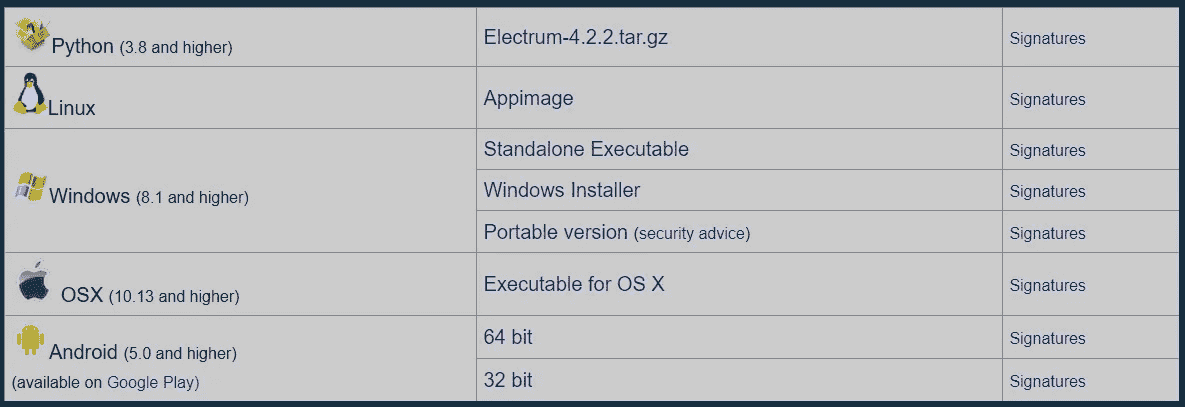 Python (3.8 and higher)
Electrum-4.2.2.tar.gz
Signatures
Linux
Appimage
Signatures
Windows (8.1 and higher)
Standalone Executable
Signatures
Windows Installer
Signatures
Portable version (security advice)
Signatures
OSX (10.13 and higher)
Executable for OS X
Signatures
Android (5.0 and higher)
(available on Google Play)
64 bit
Signatures
32 bit
Signatures